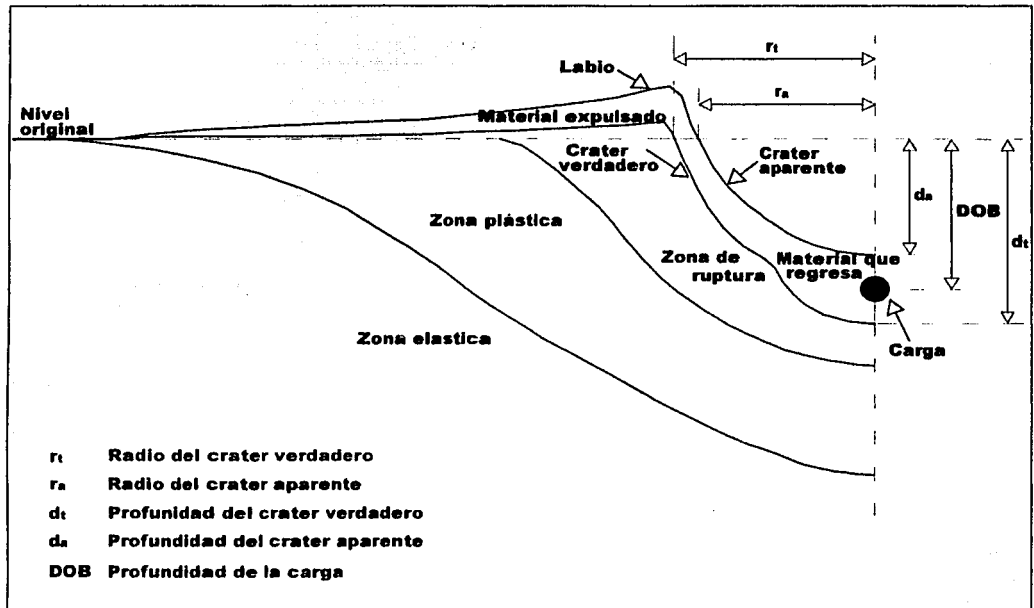 rt
Labio
ra
Nivel
original
Material expulsado
Crater
verdadero
Crater
aparente
da
DOB
dt
Zona plástica
Zona de
ruptura
Material que
regresa
Zona elastica
Carga
rt Radio del crater verdadero
ra Radio del crater aparente
dt Profunidad del crater verdadero
da Profundidad del crater aparente
DOB Profundidad de la carga